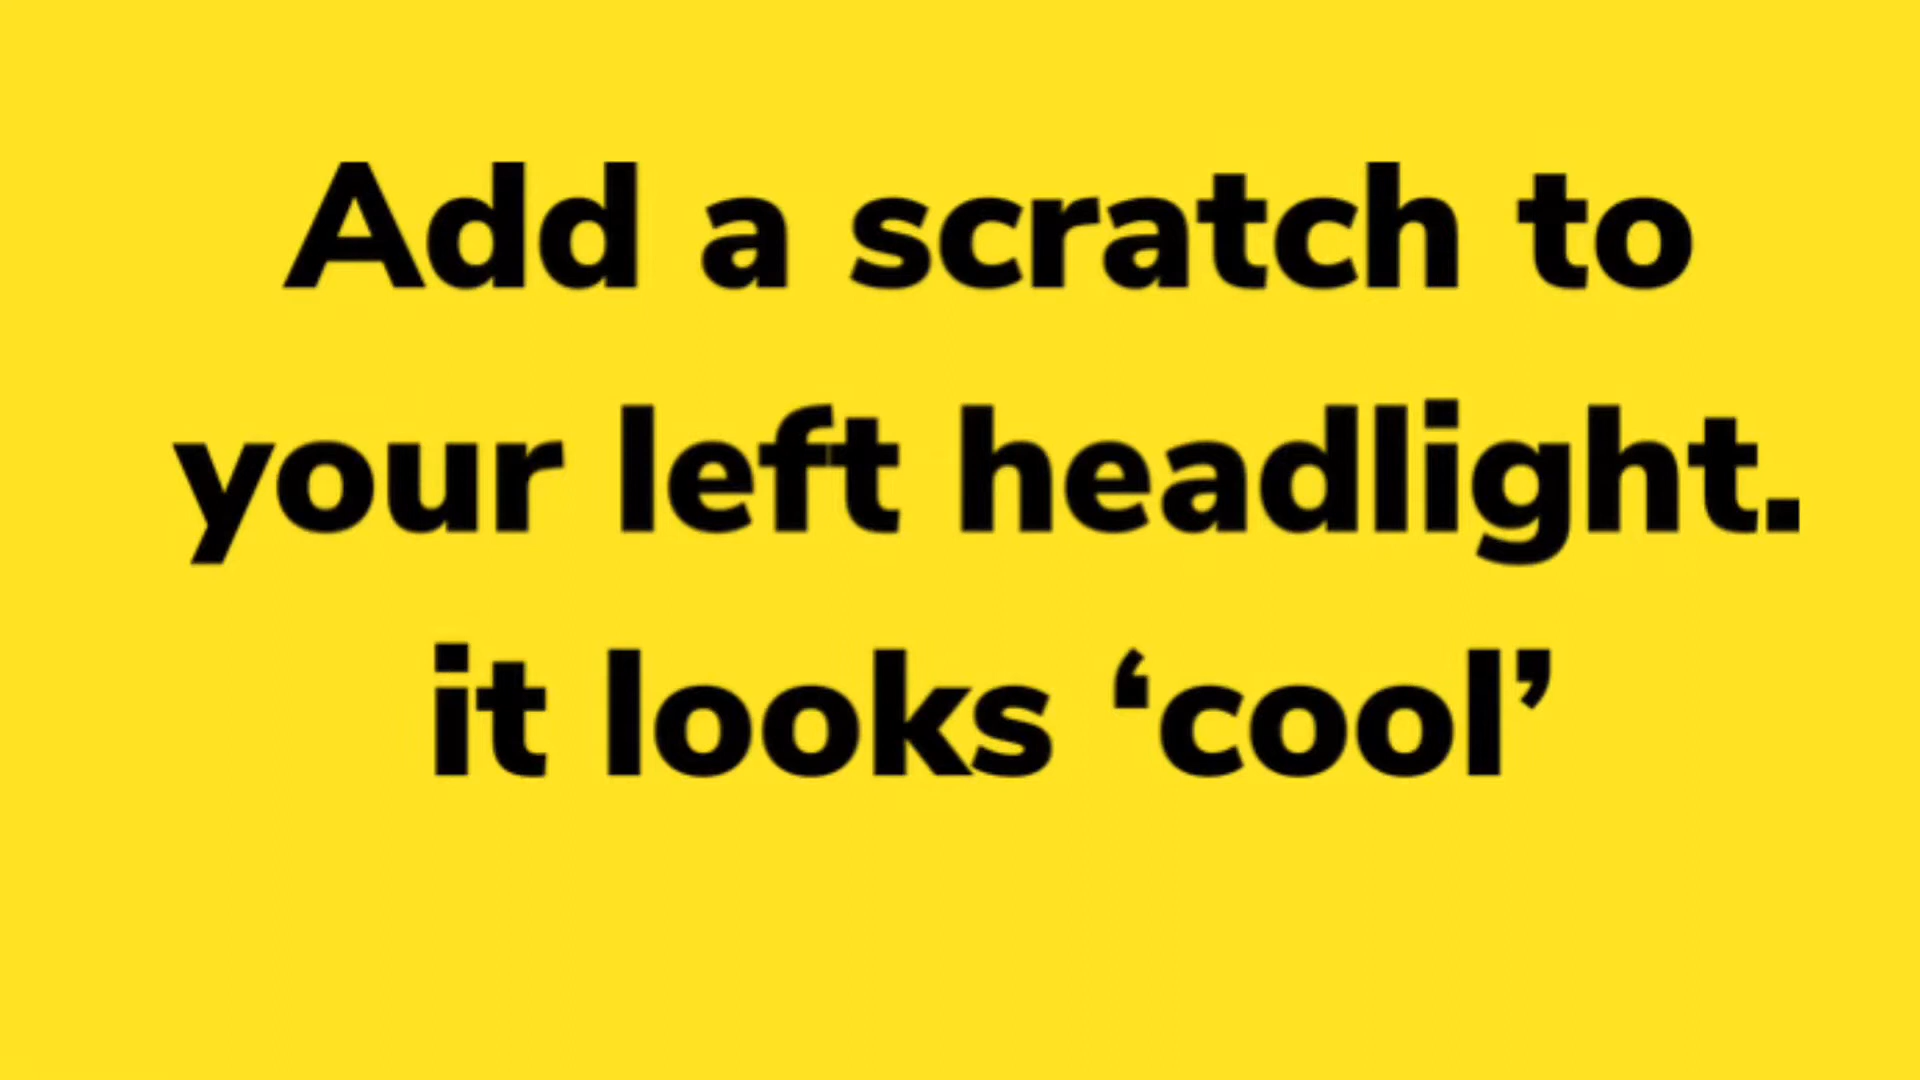 Add a scratch to
your left headlight.
it looks ‘cool’